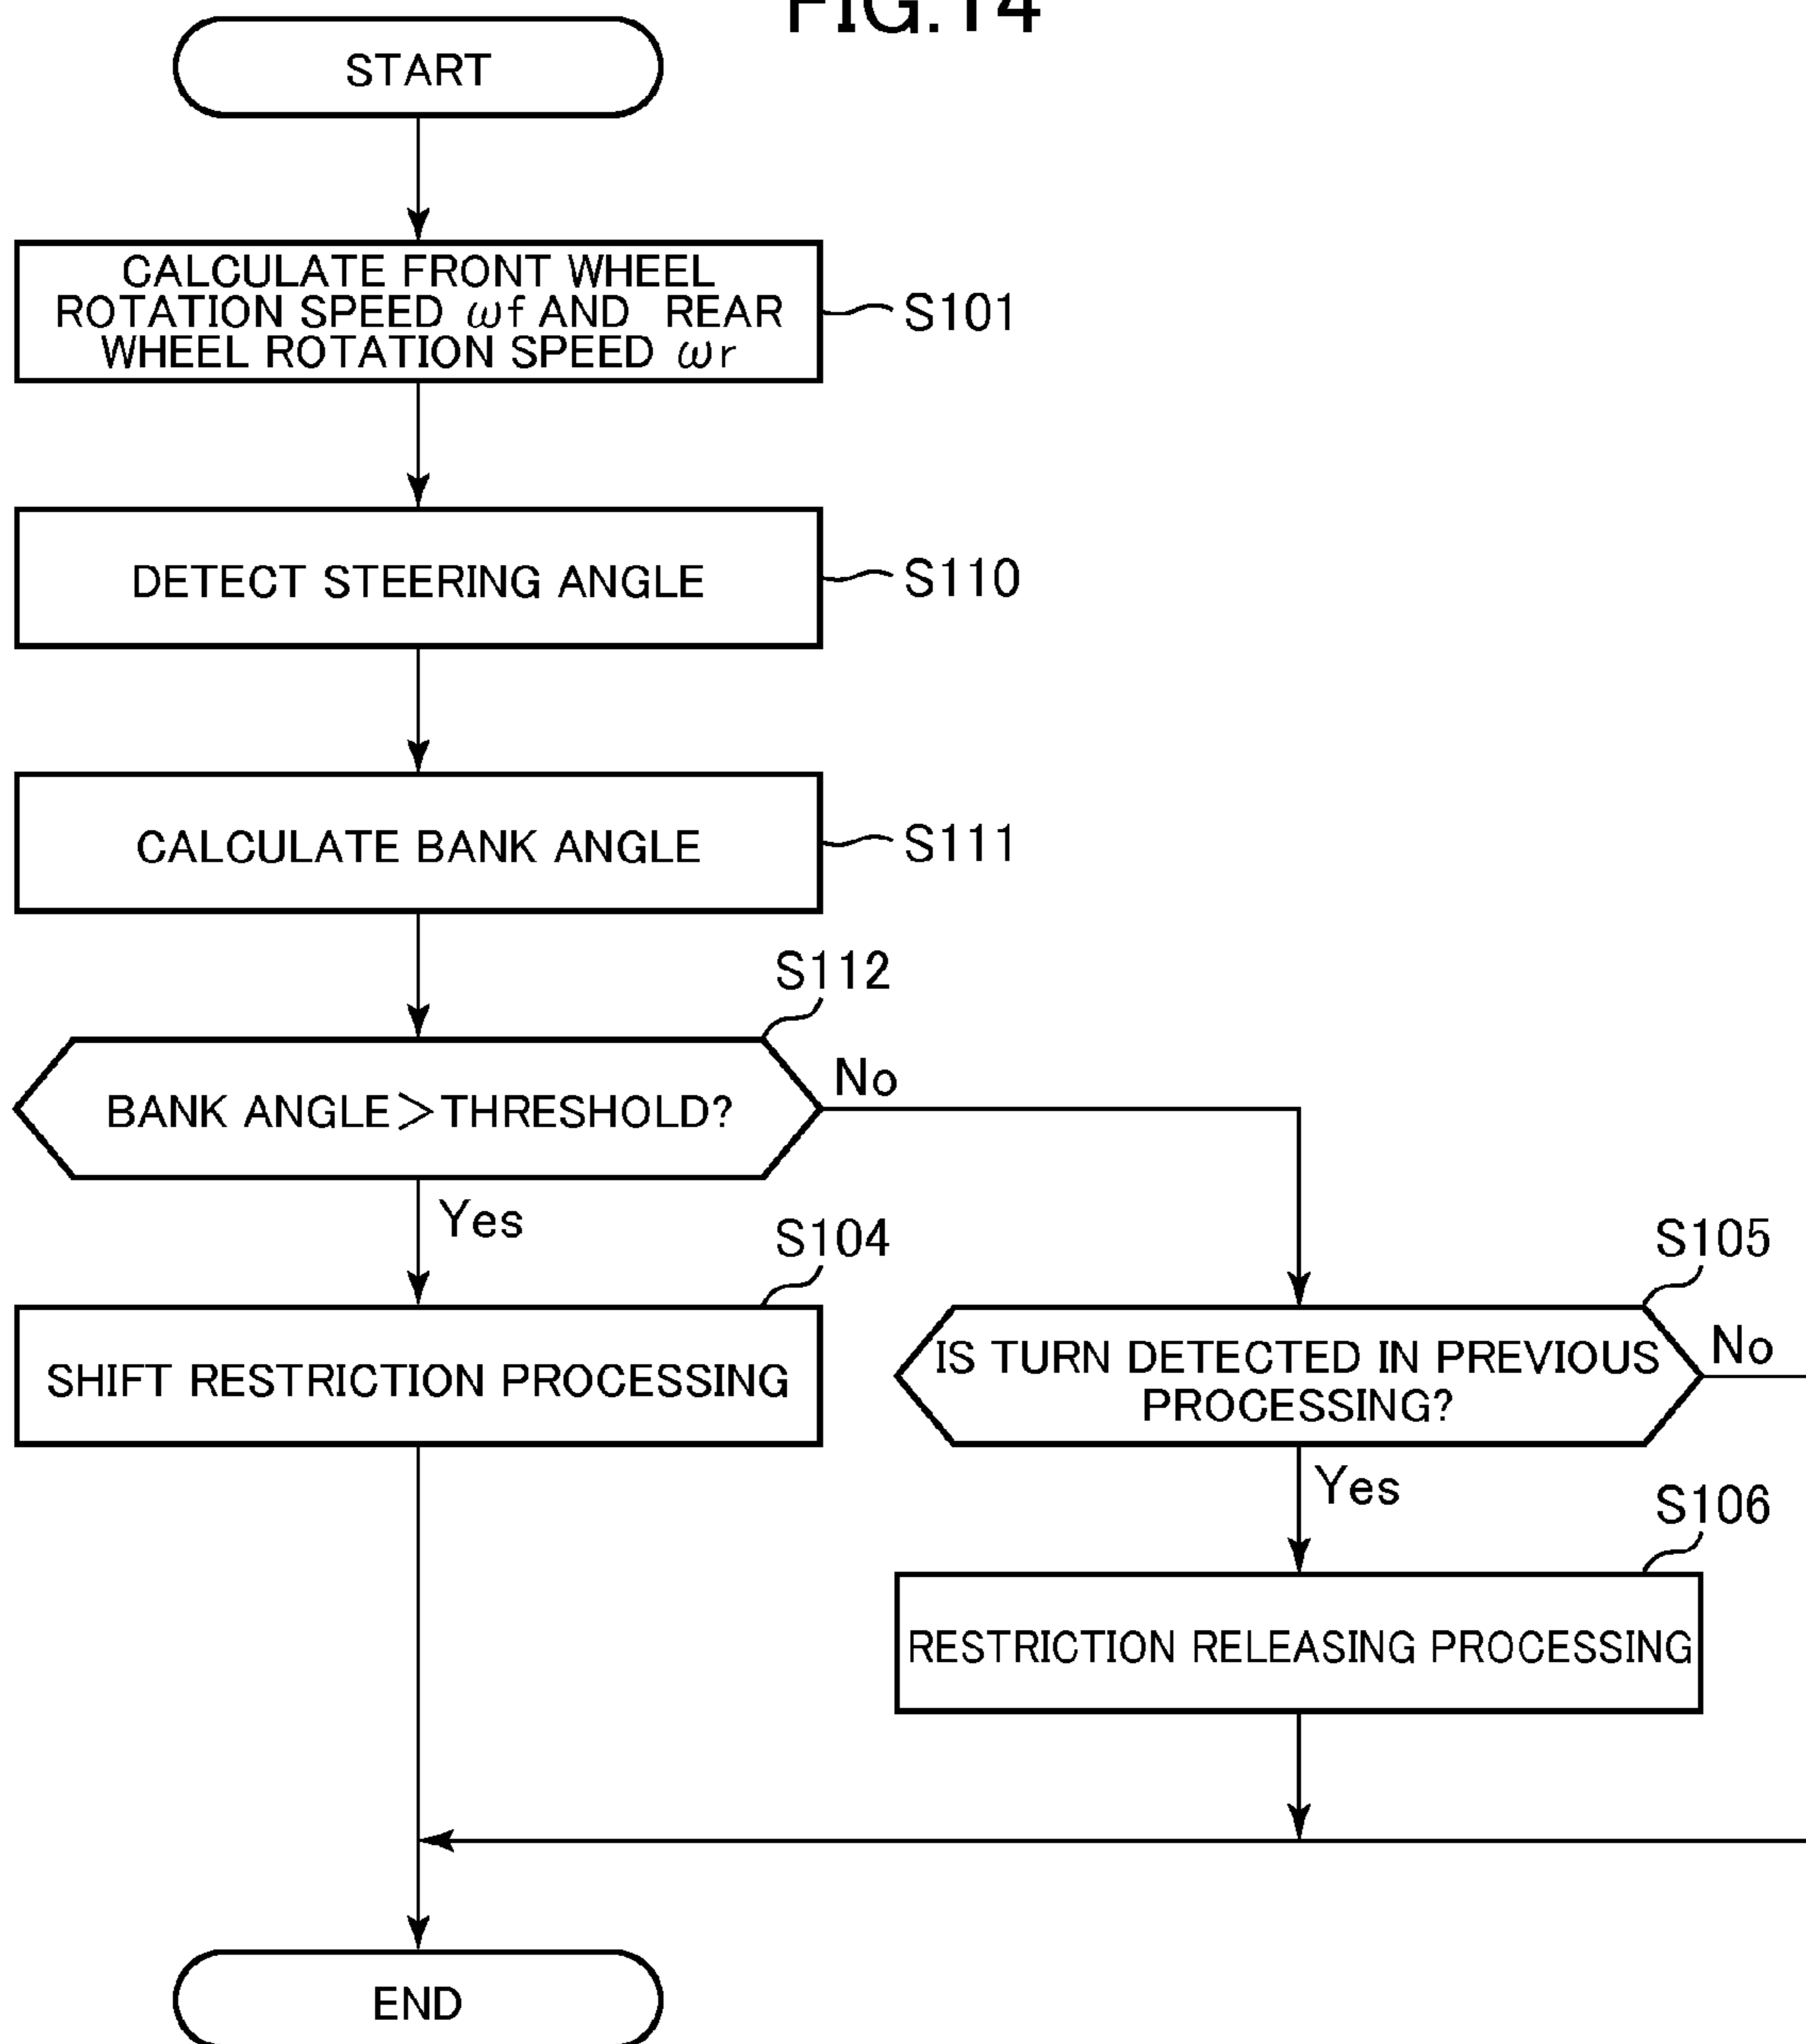 FIG.14
START
CALCULATE FRONT WHEEL
ROTATION SPEED ωf AND REAR
WHEEL ROTATION SPEED ωr
S101
DETECT STEERING ANGLE
S110
CALCULATE BANK ANGLE
S111
S112
BANK ANGLE>THRESHOLD?
No
Yes
S104
SHIFT RESTRICTION PROCESSING
S105
IS TURN DETECTED IN PREVIOUS
PROCESSING?
No
Yes
S106
RESTRICTION RELEASING PROCESSING
END